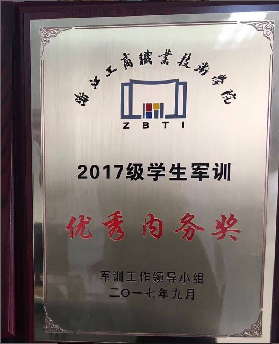 浙江工商职业技术学院
ZBTI
2017级学生军训
优秀内务奖
军训工作领导小组
二〇一七年九月